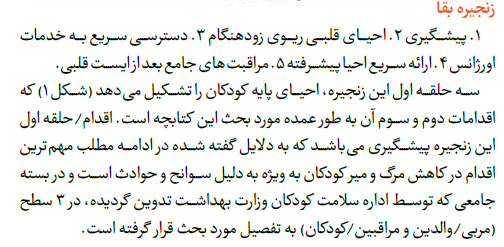 زنجیره بقا
۱. پیشگیری ۲. احیای قلبی ریوی زودهنگام ۳. دسترسی سریع به خدمات
اورژانس ۴. ارائه سریع احیا پیشرفته ۵. مراقبت‌های جامع بعد از ایست قلبی.
سه حلقه اول این زنجیره، احیای پایه کودکان را تشکیل می‌دهد (شکل ۱) که
اقدامات دوم و سوم آن به طور عمده مورد بحث این کتابچه است. اقدام/حلقه اول
این زنجیره پیشگیری می‌باشد که به دلایل گفته شده در ادامه مطلب مهم ترین
اقدام در کاهش مرگ و میر کودکان به ویژه به دلیل سوانح و حوادث است و در بسته
جامعی که توسط اداره سلامت کودکان وزارت بهداشت تدوین گردیده، در ۳ سطح
(مربی/والدین و مراقبین/کودکان) به تفصیل مورد بحث قرار گرفته است.